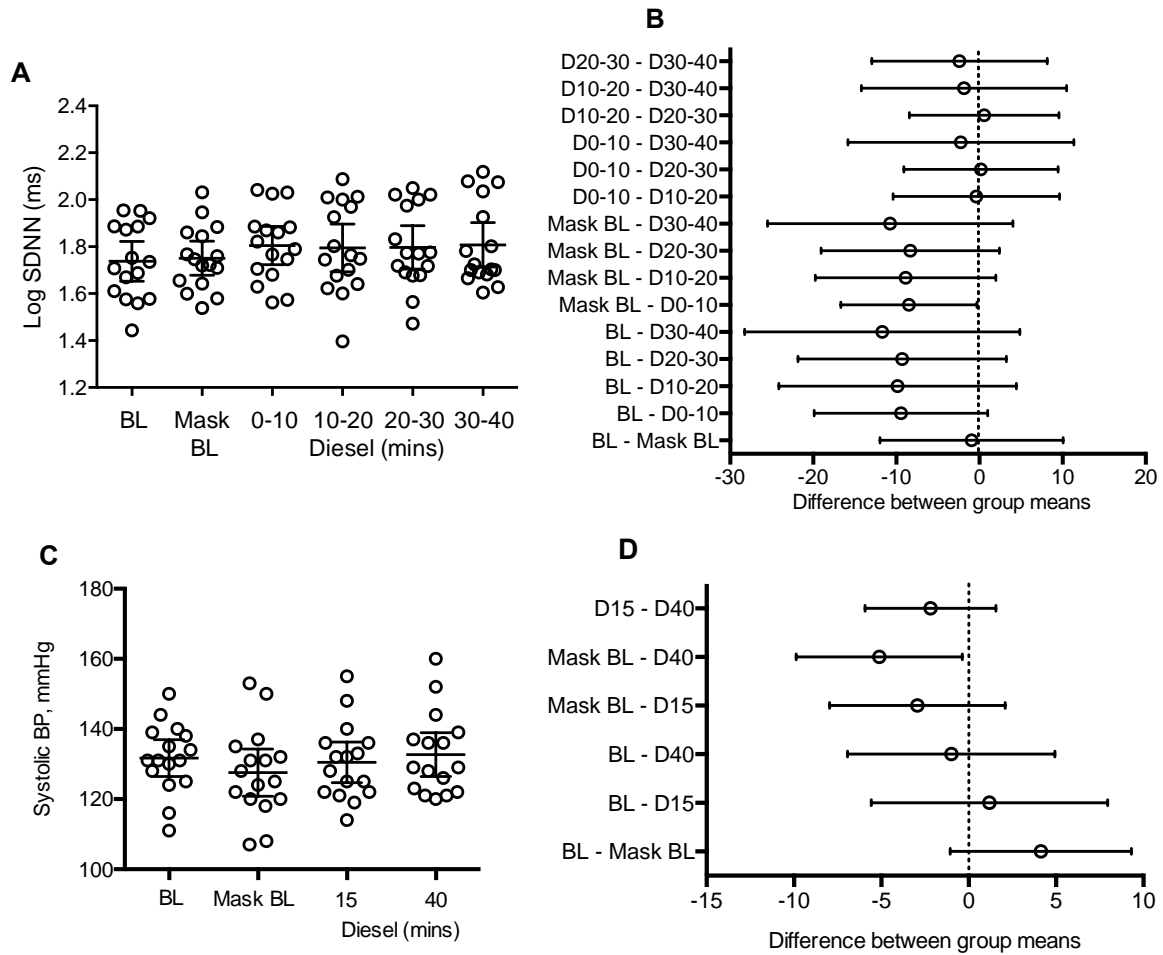 A
Log SDNN (ms)
2.4
2.2
2.0
1.8
1.6
1.4
1.2
BL
Mask BL
0-10
10-20
20-30
30-40
Diesel (mins)
B
D20-30 - D30-40
D10-20 - D30-40
D10-20 - D20-30
D0-10 - D30-40
D0-10 - D20-30
D0-10 - D10-20
Mask BL - D30-40
Mask BL - D20-30
Mask BL - D10-20
Mask BL - D0-10
BL - D30-40
BL - D20-30
BL - D10-20
BL - D0-10
BL - Mask BL
-30 -20 -10 0 10 20
Difference between group means
C
Systolic BP, mmHg
180
160
140
120
100
BL
Mask BL
15
40
Diesel (mins)
D
D15 - D40
Mask BL - D40
Mask BL - D15
BL - D40
BL - D15
BL - Mask BL
-15 -10 -5 0 5 10
Difference between group means